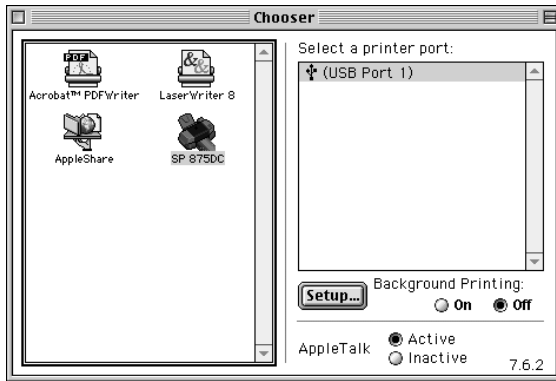 Chooser
PDF
Acrobat™ PDFWriter
LaserWriter 8
AppleShare
SP 875DC
Select a printer port:
(USB Port 1)
Setup...
Background Printing:
On Off
AppleTalk
Active
Inactive
7.6.2